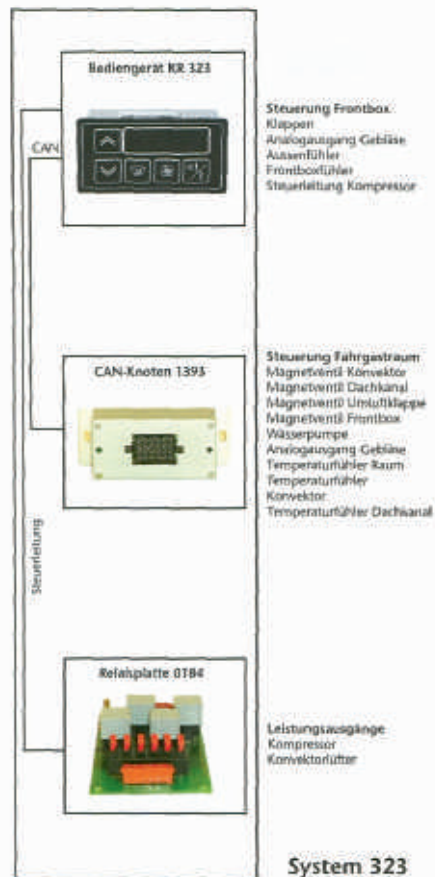 Bediengerät KR 323
CAN
Steuerung Frontbox
Klappen
Analogausgang Gebläse
Aussenfühler
Frontboxfühler
Steuerleitung Kompressor
CAN-Knoten 1393
Steuerung Fahrgastraum
Magnetventil Konvektor
Magnetventil Dachkanal
Magnetventil Umluftklappe
Magnetventil Frontbox
Wasserpumpe
Analogausgang Gebläse
Temperaturfühler Raum
Temperaturfühler
Konvektor
Temperaturfühler Dachkanal
Steuerleitung
Relaisplatte 0184
Leistungsausgänge
Kompressor
Konvektorlüfter
System 323